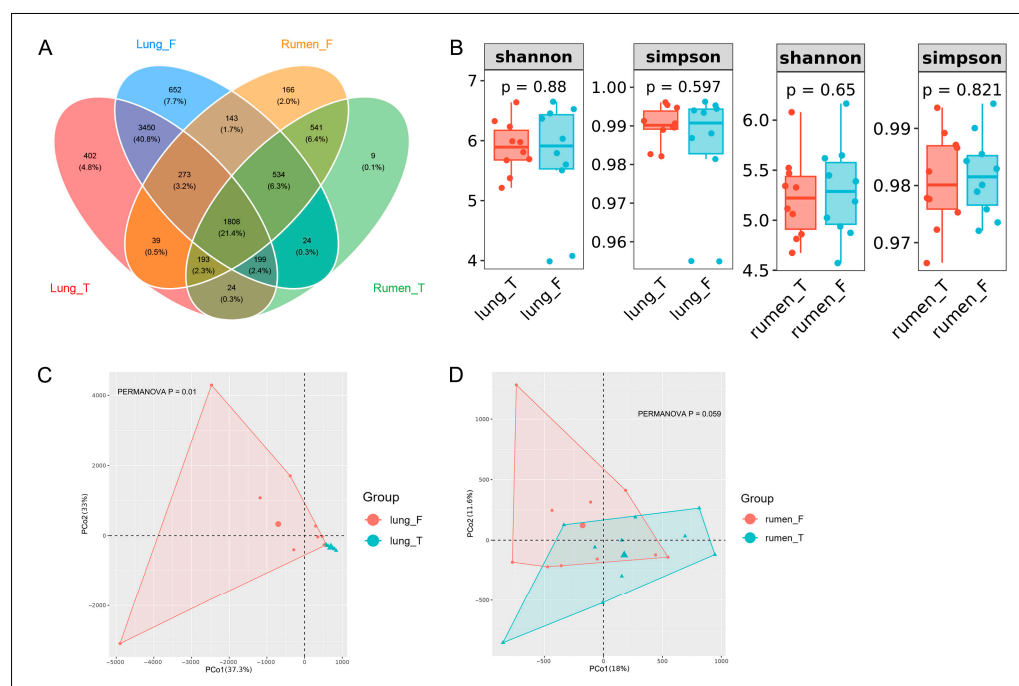 A
Lung_F
Rumen_F
652
(7.7%)
166
(2.0%)
143
(1.7%)
3450
(40.8%)
541
(6.4%)
402
(4.8%)
9
(0.1%)
273
(3.2%)
534
(6.3%)
1808
(21.4%)
39
(0.5%)
24
(0.3%)
193
(2.3%)
199
(2.4%)
24
(0.3%)
Lung_T
Rumen_T
B
shannon
p = 0.88
7
6
5
4
lung_T
lung_F
simpson
p = 0.597
1.00
0.99
0.98
0.97
0.96
lung_T
lung_F
shannon
p = 0.65
6.0
5.5
5.0
4.5
rumen_T
rumen_F
simpson
p = 0.821
0.99
0.98
0.97
rumen_T
rumen_F
C
PERMANOVA P = 0.01
4000
2000
0
−2000
PCo2(33%)
−5000 −4000 −3000 −2000 −1000 0 1000
PCo1(37.3%)
Group
lung_F
lung_T
D
PERMANOVA P = 0.059
1000
500
0
−500
PCo2(11.6%)
−500 0 500 1000
PCo1(18%)
Group
rumen_F
rumen_T